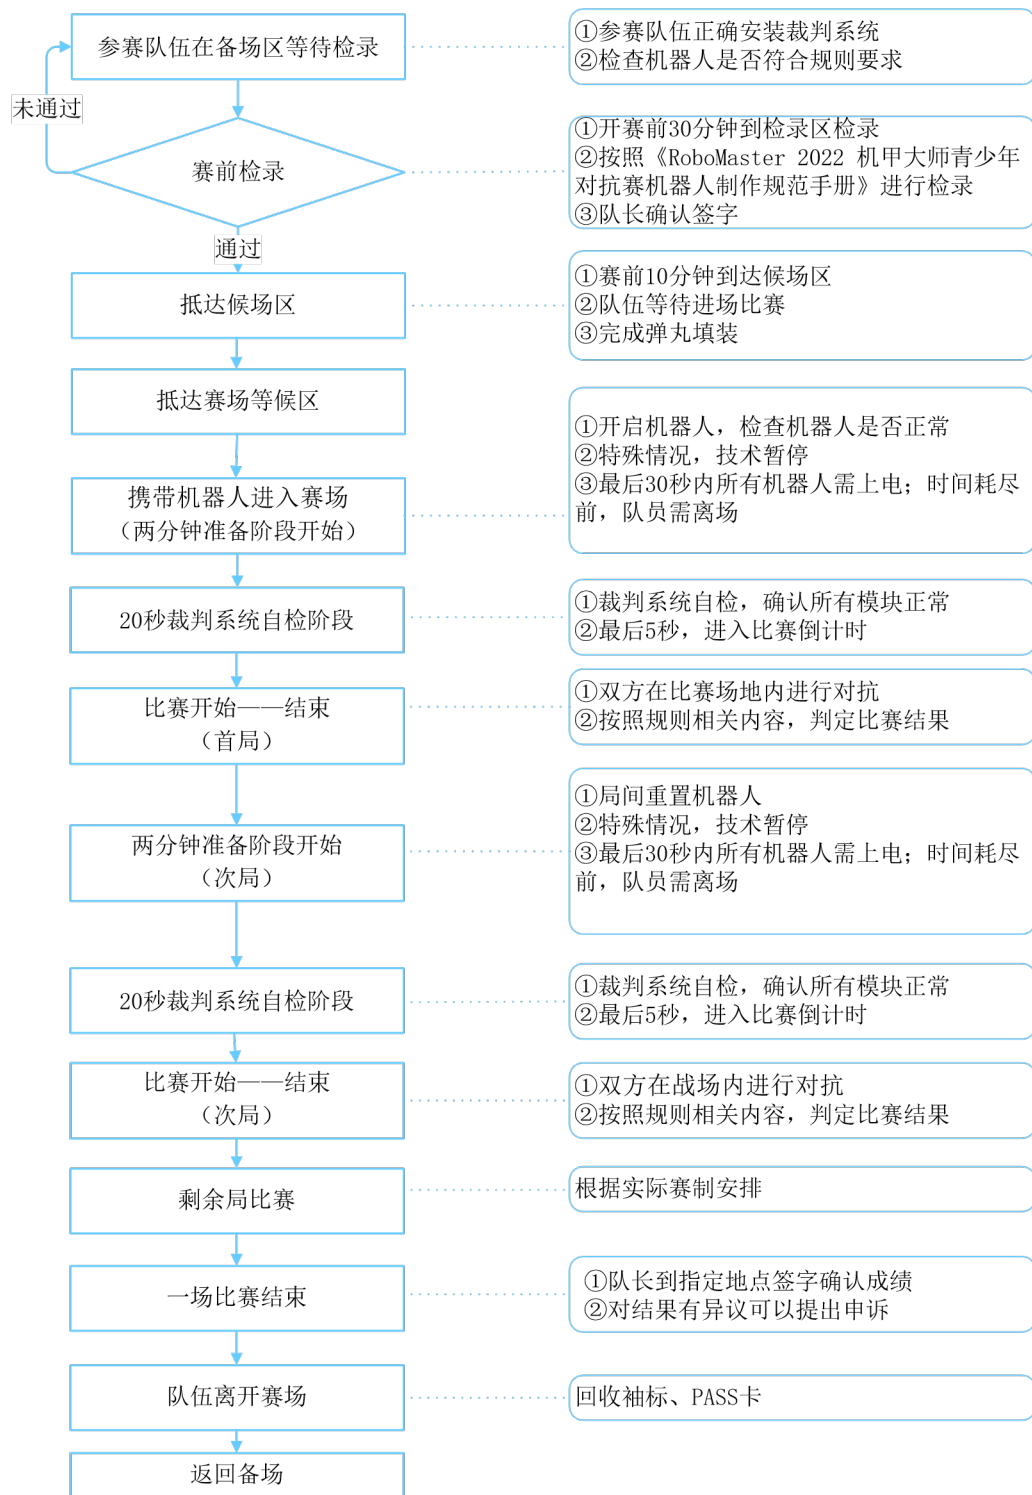 参赛队伍在备场区等待检录
①参赛队伍正确安装裁判系统
②检查机器人是否符合规则要求
未通过
赛前检录
①开赛前30分钟到检录区检录
②按照《RoboMaster 2022 机甲大师青少年
对抗赛机器人制作规范手册》进行检录
③队长确认签字
通过
抵达候场区
①赛前10分钟到达候场区
②队伍等待进场比赛
③完成弹丸填装
抵达赛场等候区
携带机器人进入赛场
（两分钟准备阶段开始）
①开启机器人，检查机器人是否正常
②特殊情况，技术暂停
③最后30秒内所有机器人需上电；时间耗尽
前，队员需离场
20秒裁判系统自检阶段
①裁判系统自检，确认所有模块正常
②最后5秒，进入比赛倒计时
比赛开始——结束
（首局）
①双方在比赛场地内进行对抗
②按照规则相关内容，判定比赛结果
两分钟准备阶段开始
（次局）
①局间重置机器人
②特殊情况，技术暂停
③最后30秒内所有机器人需上电；时间耗尽
前，队员需离场
20秒裁判系统自检阶段
①裁判系统自检，确认所有模块正常
②最后5秒，进入比赛倒计时
比赛开始——结束
（次局）
①双方在战场内进行对抗
②按照规则相关内容，判定比赛结果
剩余局比赛
根据实际赛制安排
一场比赛结束
①队长到指定地点签字确认成绩
②对结果有异议可以提出申诉
队伍离开赛场
回收袖标、PASS卡
返回备场